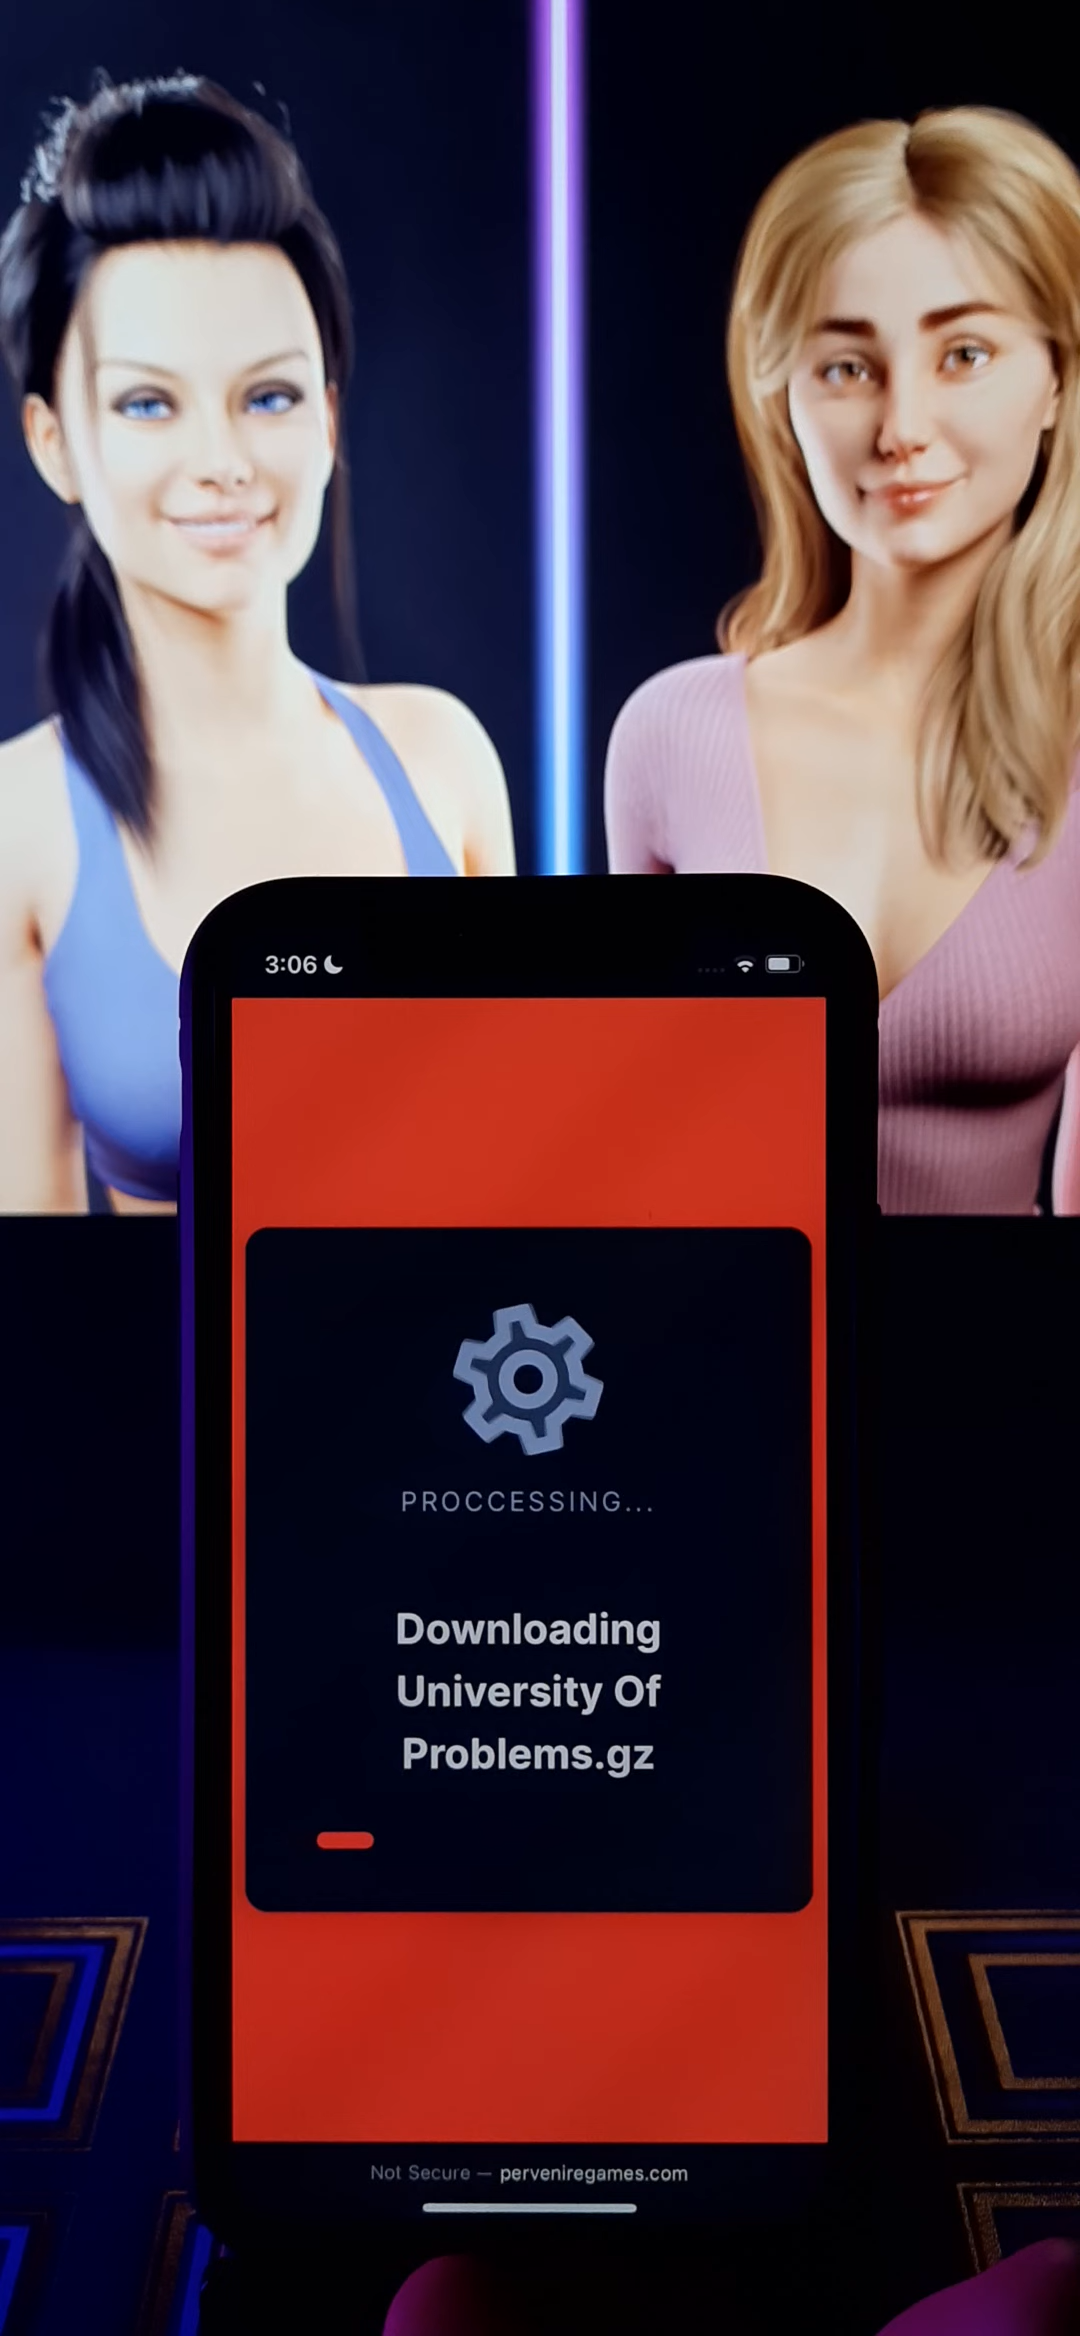 3:06
PROCCESSING...
Downloading
University Of
Problems.gz
Not Secure — perveniregames.com